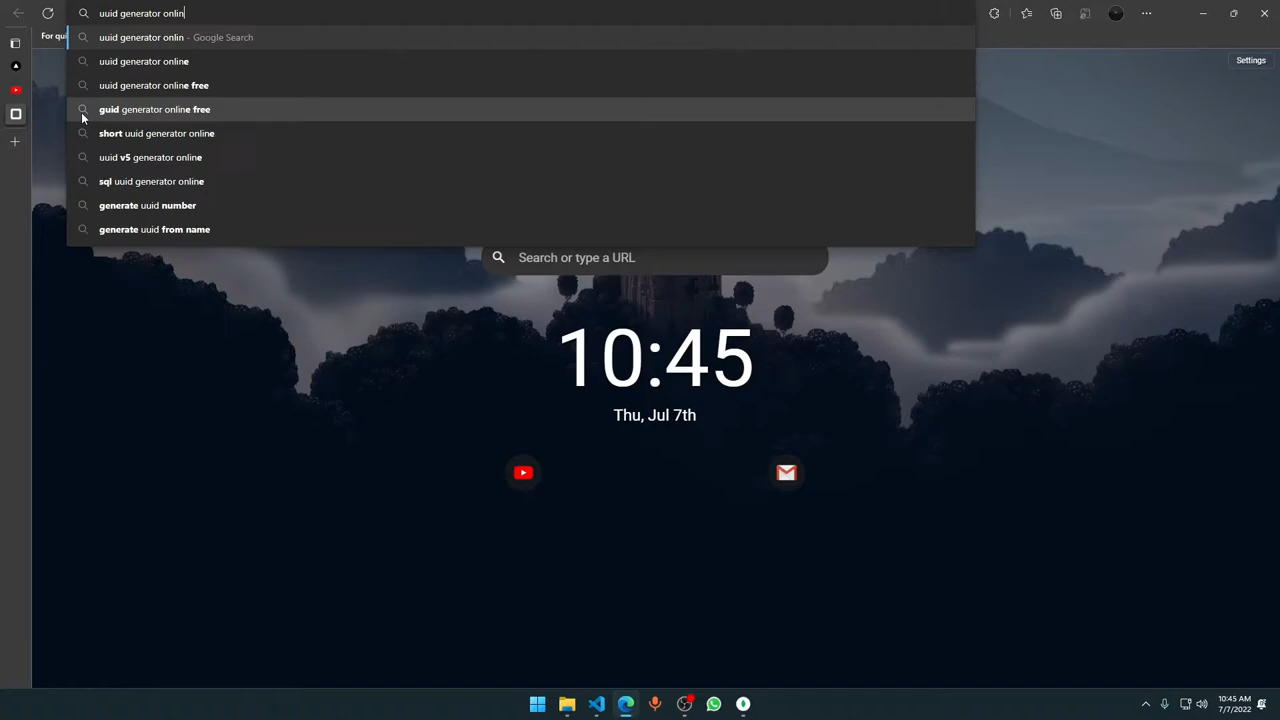 uuid generator onlin
uuid generator onlin - Google Search
For qui
uuid generator online
Settings
uuid generator online free
guid generator online free
short uuid generator online
uuid v5 generator online
sql uuid generator online
generate uuid number
generate uuid from name
Search or type a URL
10:45
Thu, Jul 7th
10:45 AM
7/7/2022